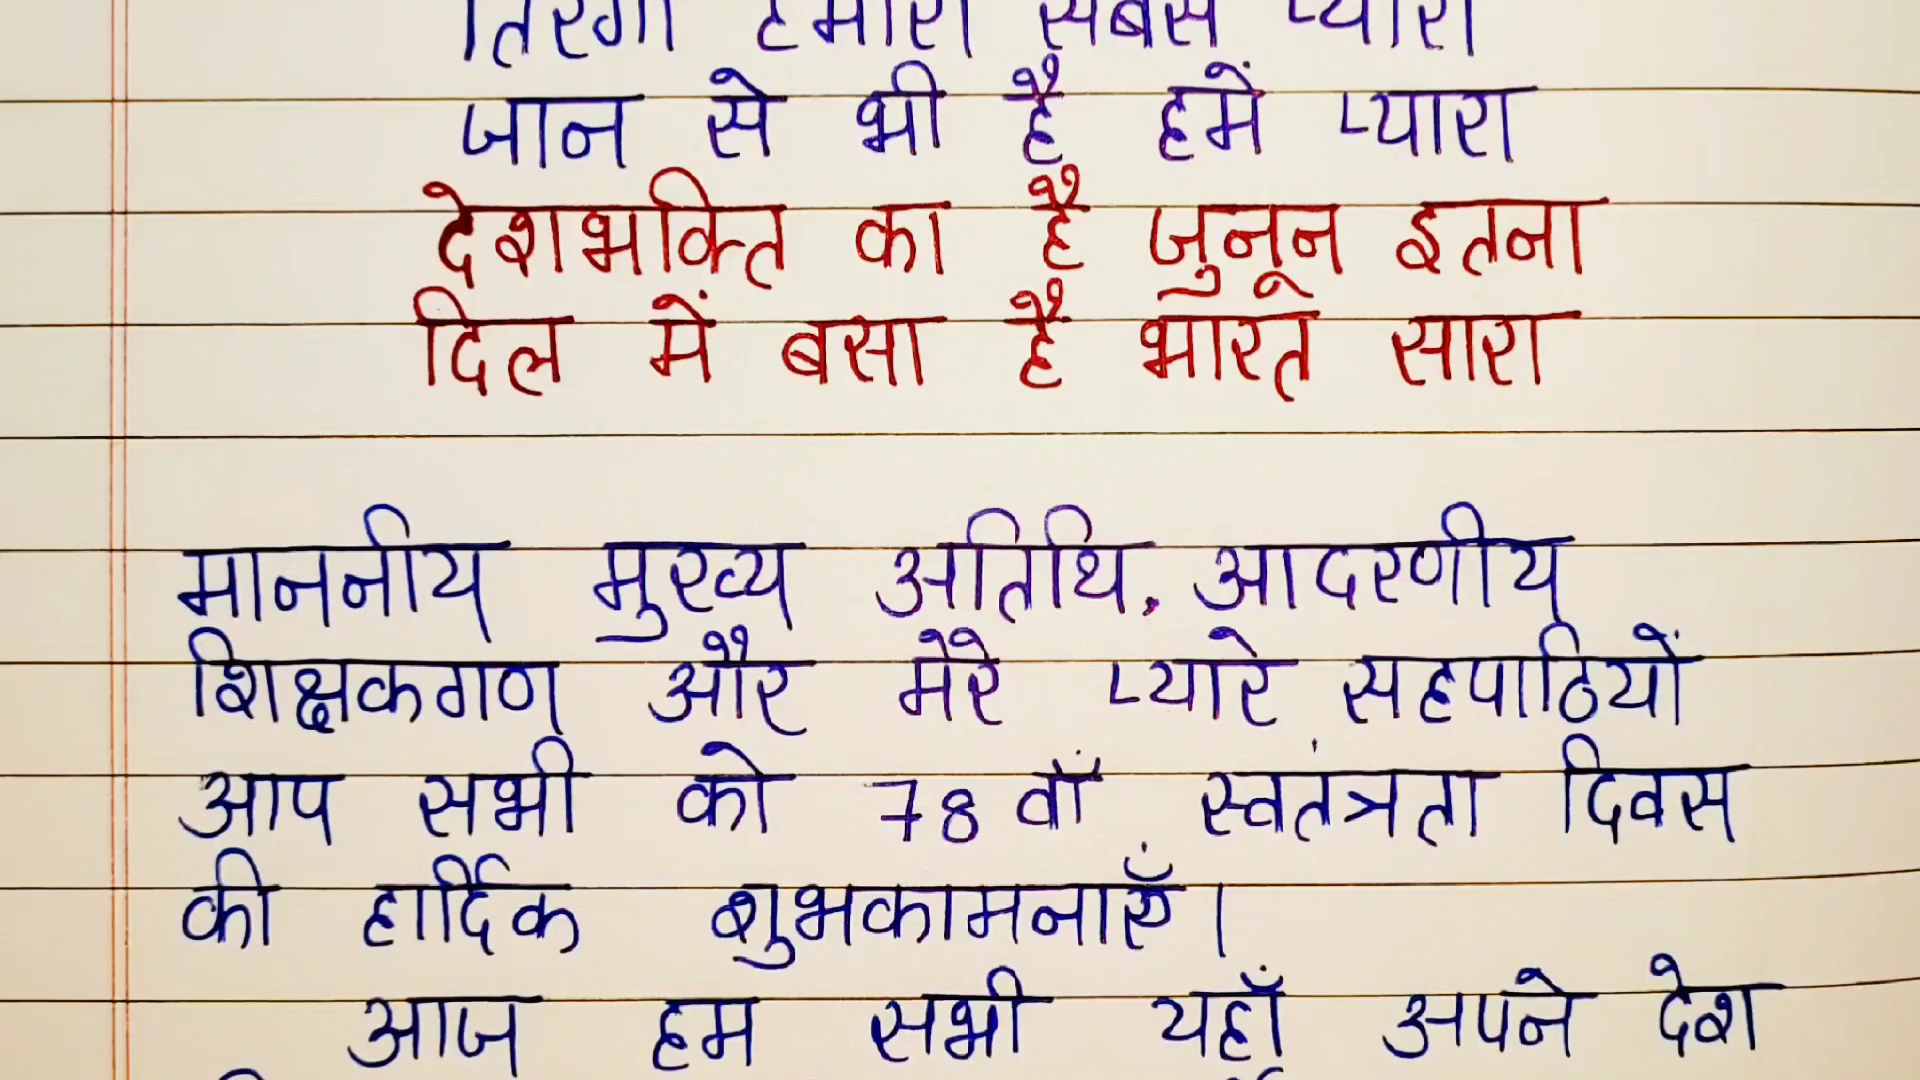 तिरंगा हमारा सबसे प्यारा
जान से भी है हमें प्यारा
देशभक्ति का है जुनून इतना
दिल में बसा है भारत सारा
माननीय मुख्य अतिथि, आदरणीय
शिक्षकगण और मेरे प्यारे सहपाठियों
आप सभी को 78 वाँ स्वतंत्रता दिवस
की हार्दिक शुभकामनाएँ।
आज हम सभी यहाँ अपने देश